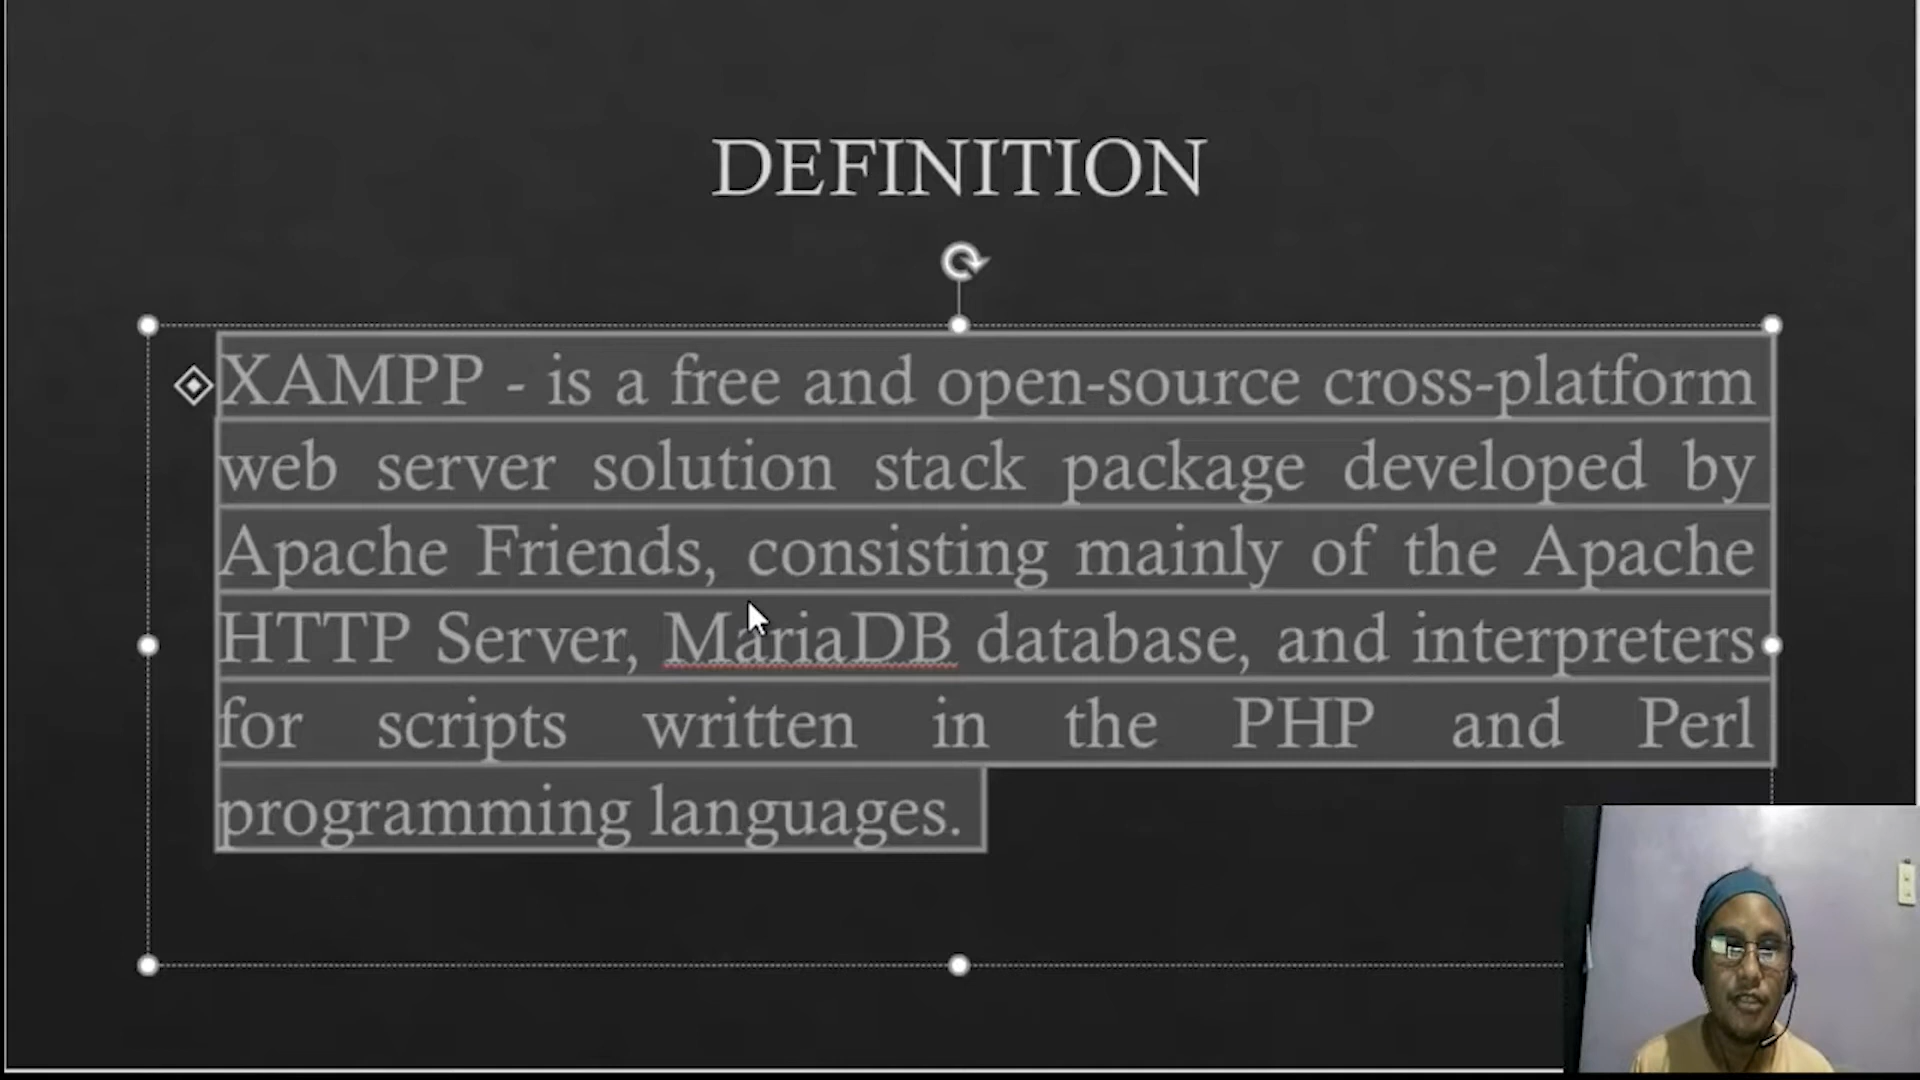 DEFINITION
XAMPP - is a free and open-source cross-platform
web server solution stack package developed by
Apache Friends, consisting mainly of the Apache
HTTP Server, MariaDB database, and interpreters
for scripts written in the PHP and Perl
programming languages.